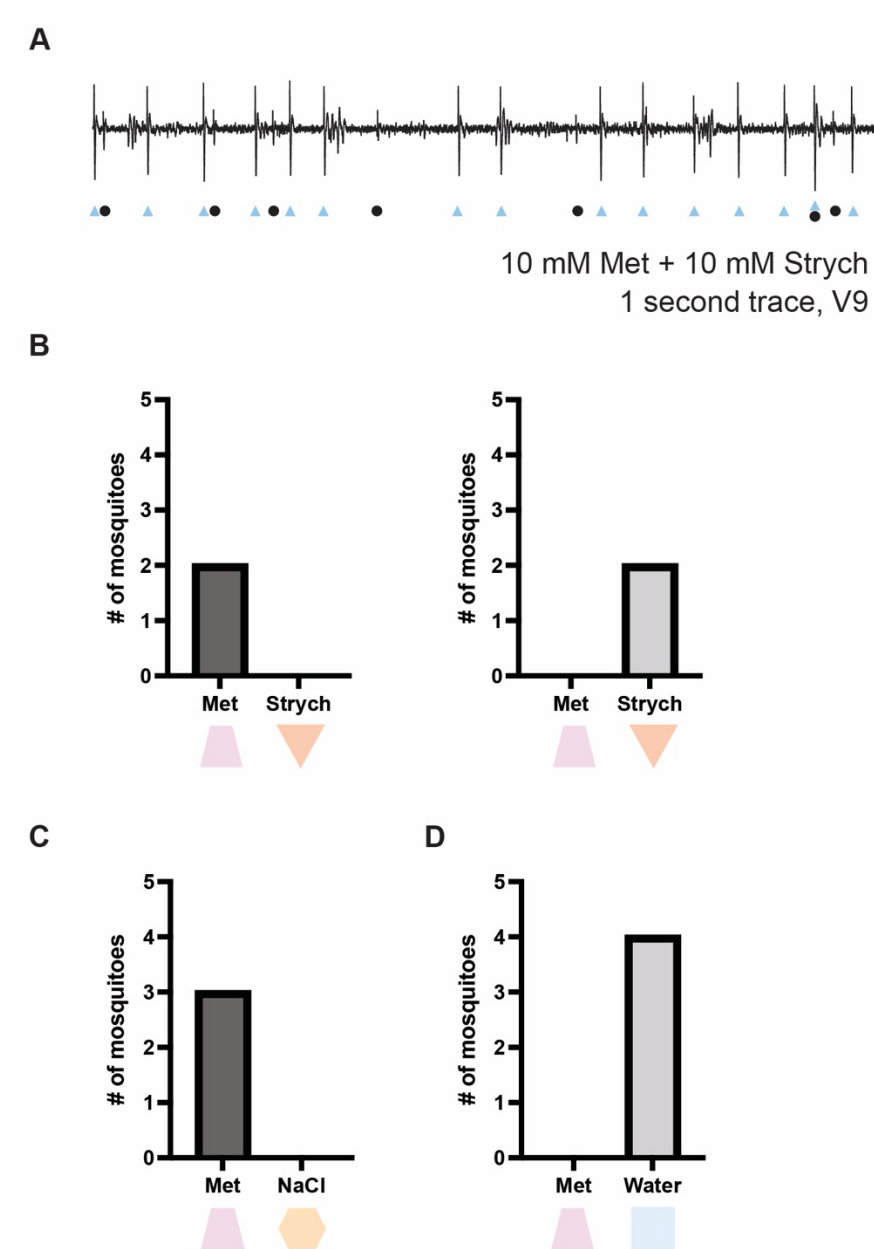 A
10 mM Met + 10 mM Strych
1 second trace, V9
B
# of mosquitoes
5
4
3
2
1
0
Met Strych
# of mosquitoes
5
4
3
2
1
0
Met Strych
C
# of mosquitoes
5
4
3
2
1
0
Met NaCl
D
# of mosquitoes
5
4
3
2
1
0
Met Water